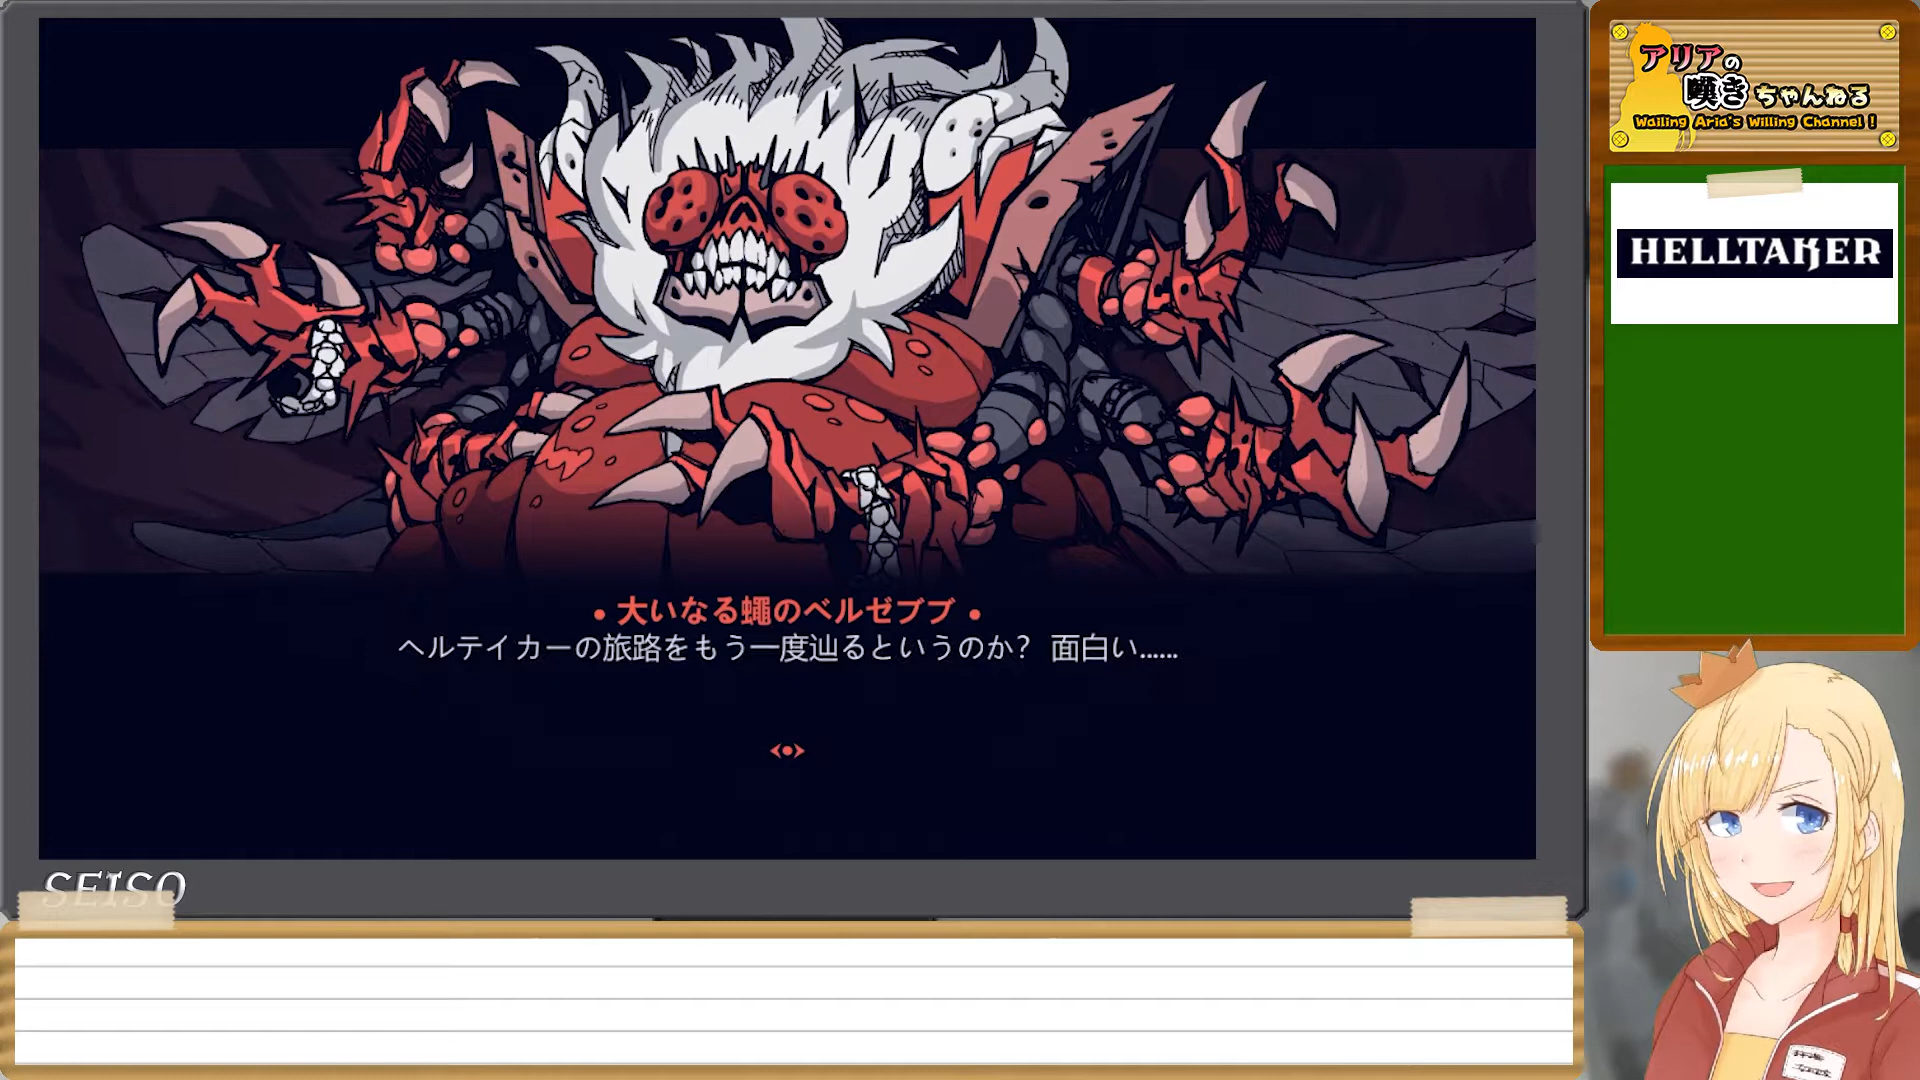 アリアの
嘆きちゃんねる
Wailing Aria's Willing Channel !
HELLTAKER
• 大いなる蠅のベルゼブブ •
ヘルテイカーの旅路をもう一度辿るというのか? 面白い......
SEISO